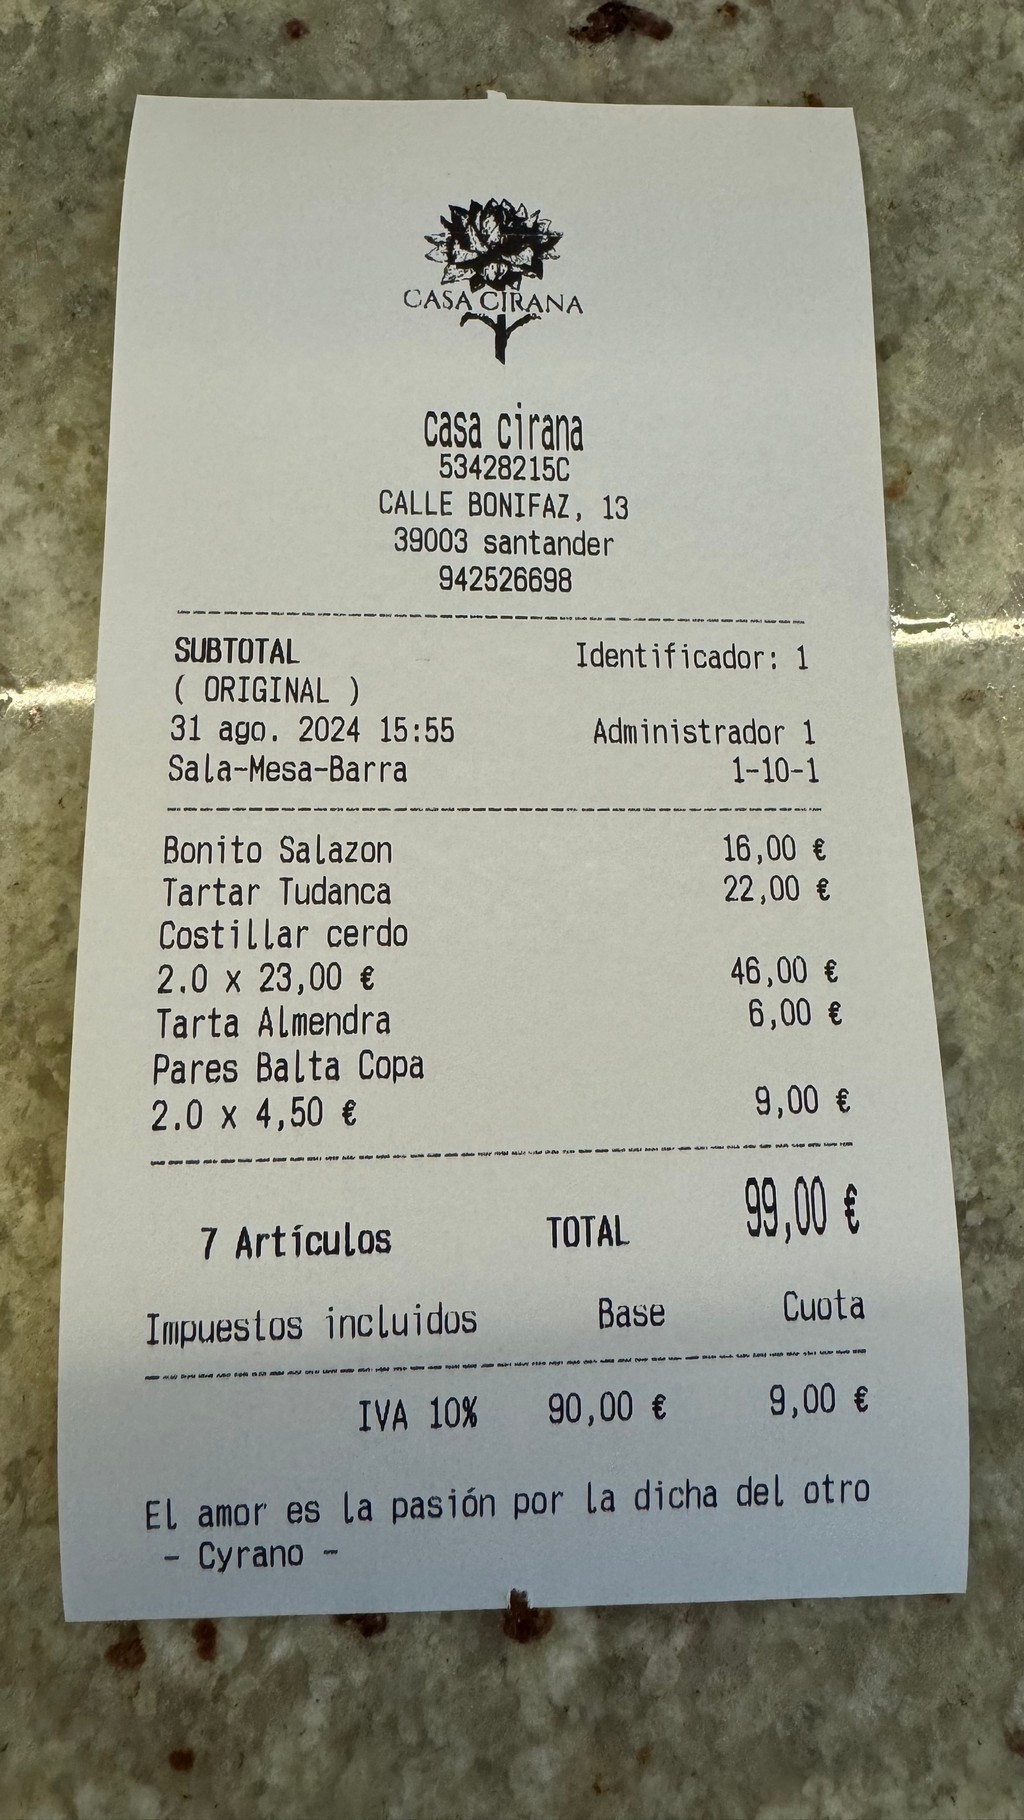 CASA CIRANA
casa cirana
53428215C
CALLE BONIFAZ, 13
39003 santander
942526698
SUBTOTAL Identificador: 1
( ORIGINAL )
31 ago. 2024 15:55 Administrador 1
Sala-Mesa-Barra 1-10-1
Bonito Salazon 16,00 €
Tartar Tudanca 22,00 €
Costillar cerdo
2.0 x 23,00 € 46,00 €
Tarta Almendra 6,00 €
Pares Balta Copa
2.0 x 4,50 € 9,00 €
7 Artículos TOTAL 99,00 €
Impuestos incluidos Base Cuota
IVA 10% 90,00 € 9,00 €
El amor es la pasión por la dicha del otro
- Cyrano -